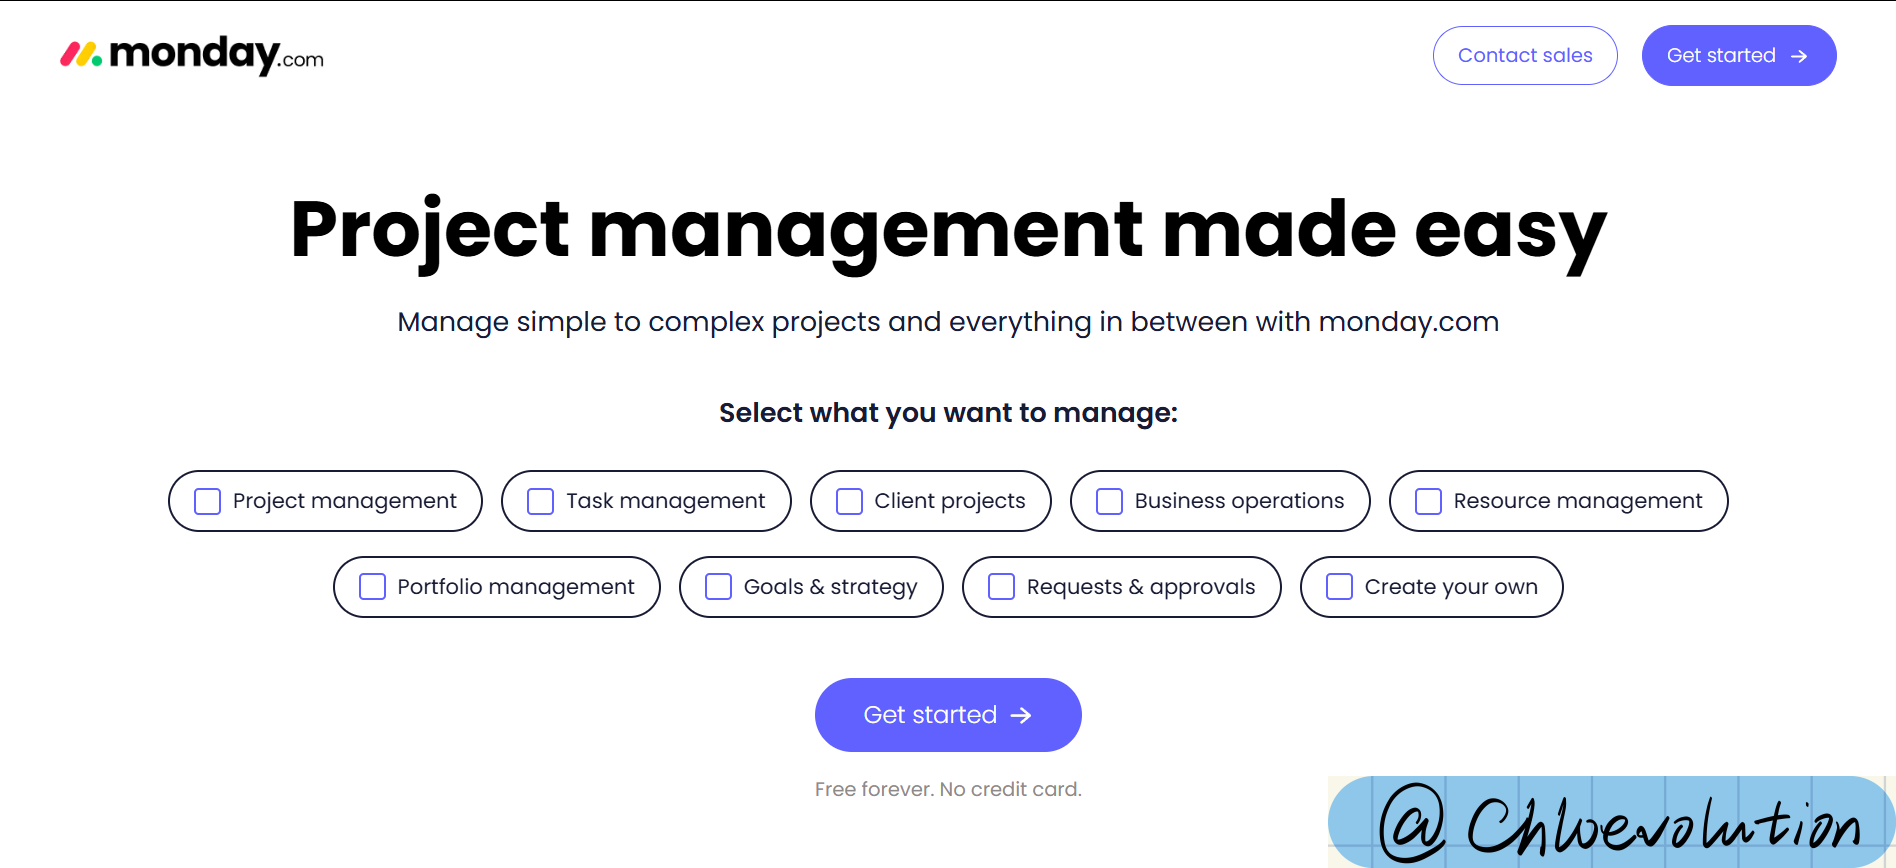 monday.com
Contact sales
Get started
Project management made easy
Manage simple to complex projects and everything in between with monday.com
Select what you want to manage:
Project management
Task management
Client projects
Business operations
Resource management
Portfolio management
Goals & strategy
Requests & approvals
Create your own
Get started
Free forever. No credit card.
@Chloevolution